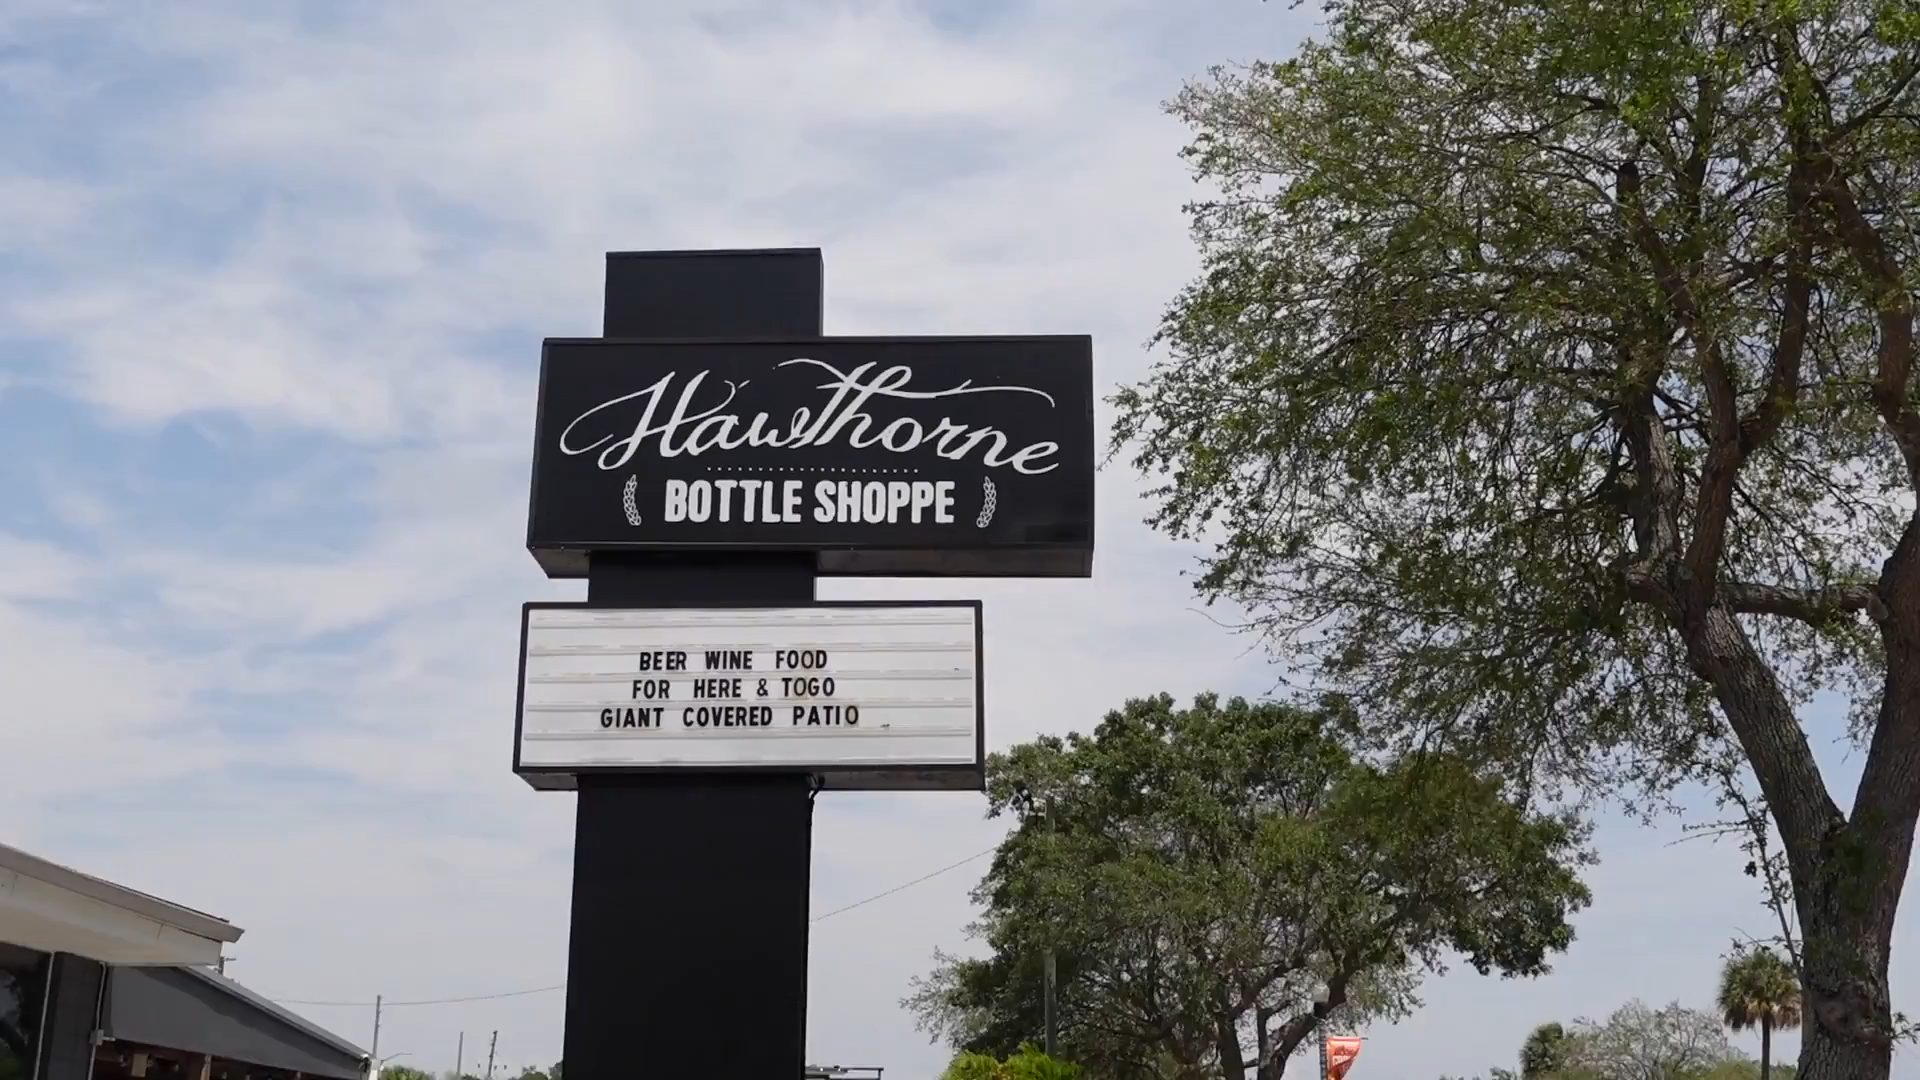 Hawthorne
BOTTLE SHOPPE
BEER WINE FOOD
FOR HERE & TOGO
GIANT COVERED PATIO